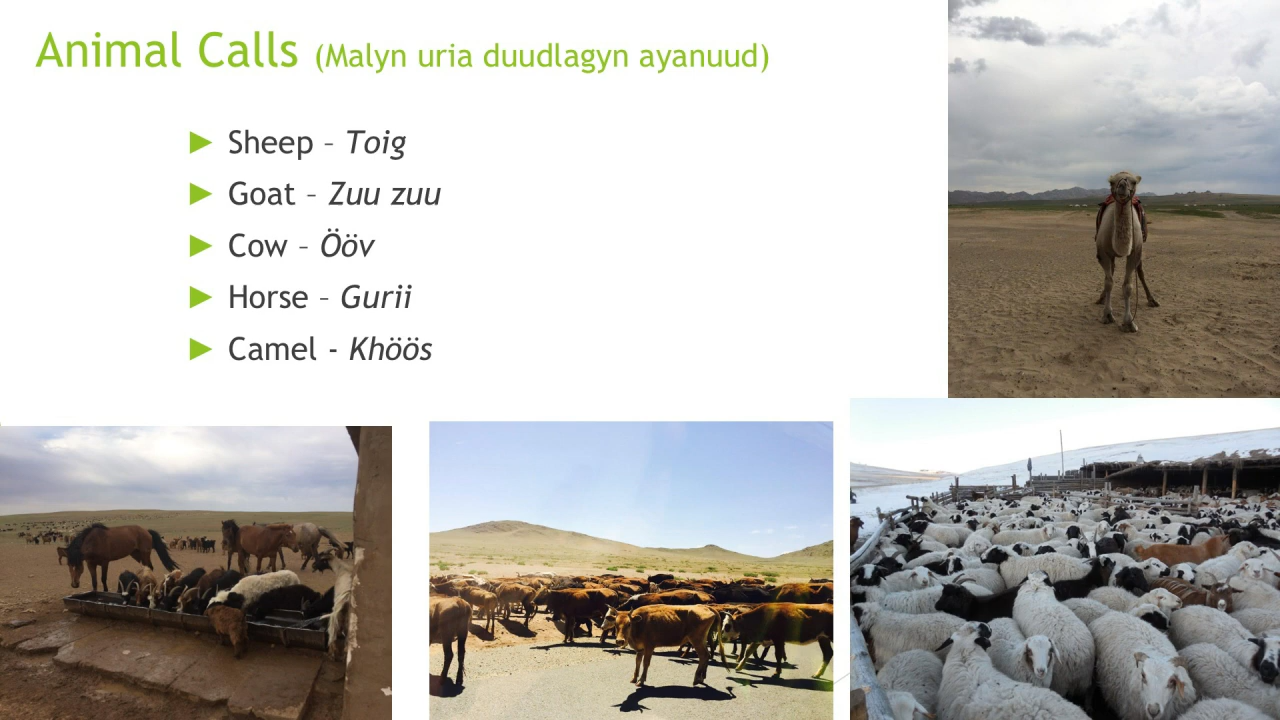 Animal Calls (Malyn uria duudlagyn ayanuud)
Sheep – Toig
Goat – Zuu zuu
Cow –Ööv
Horse – Gurii
Camel - Khöös